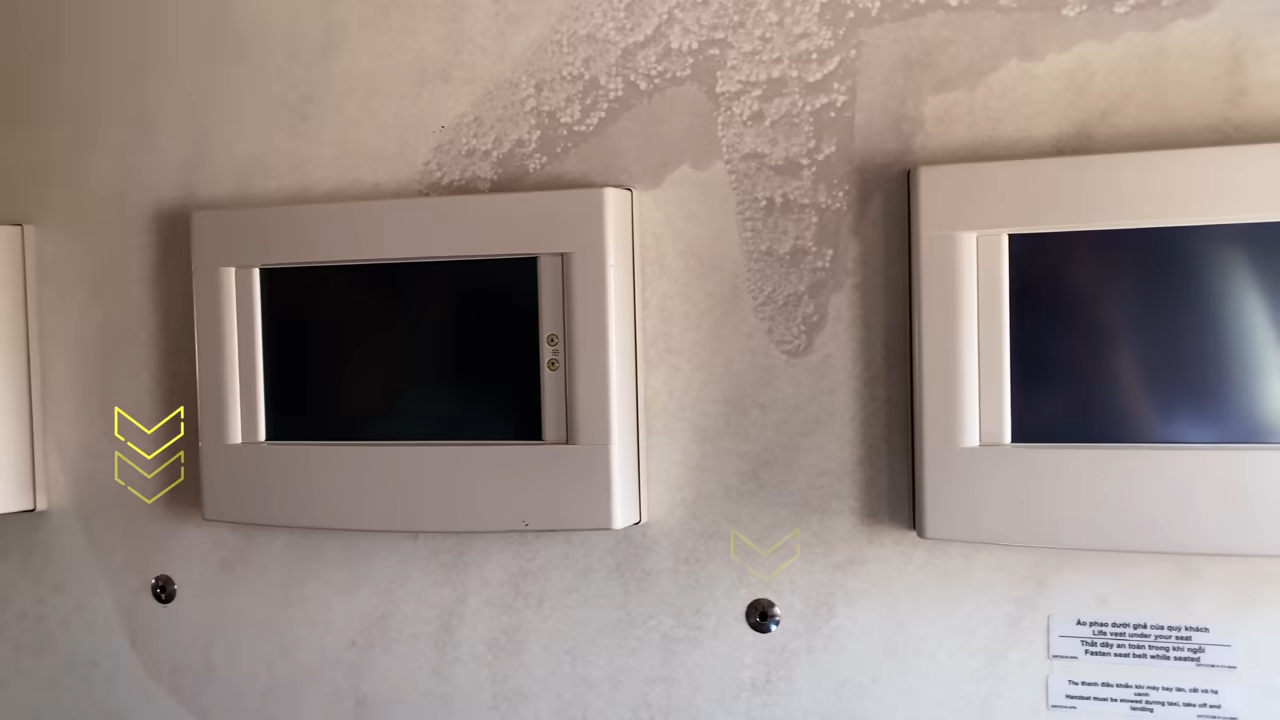 Áo phao dưới ghế của quý khách
Life vest under your seat
Thắt dây an toàn trong khi ngồi
Fasten seat belt while seated
Thu thanh điều khiển khi máy bay lăn, cất và hạ
cánh
Handset must be stowed during taxi, take off and
landing